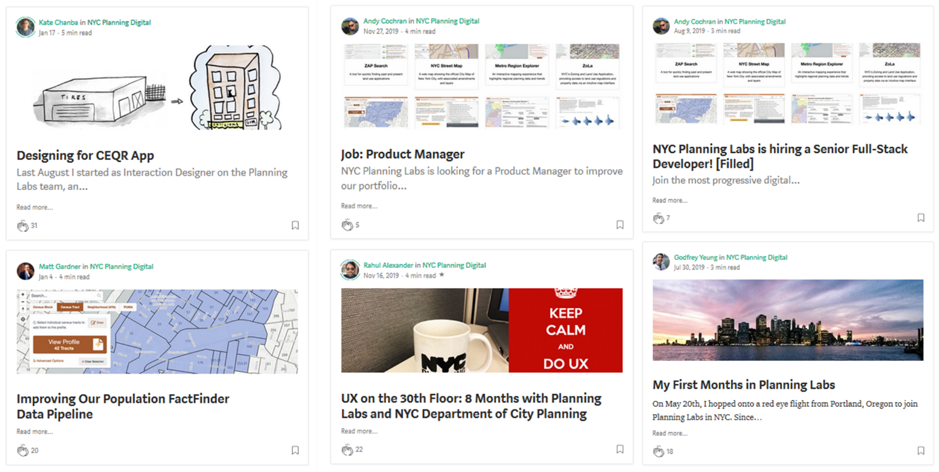 Kate Chanba in NYC Planning Digital
Jan 17 · 5 min read
TIRES
Designing for CEQR App
Last August I started as Interaction Designer on the Planning
Labs team, an...
Read more...
31
Andy Cochran in NYC Planning Digital
Nov 27, 2019 · 4 min read
ZAP Search
NYC Street Map
Metro Region Explorer
ZoLa
Job: Product Manager
NYC Planning Labs is looking for a Product Manager to improve
our portfolio...
Read more...
5
Andy Cochran in NYC Planning Digital
Aug 9, 2019 · 3 min read
ZAP Search
NYC Street Map
Metro Region Explorer
ZoLa
NYC Planning Labs is hiring a Senior Full-Stack
Developer! [Filled]
Join the most progressive digital...
Read more...
7
Matt Gardner in NYC Planning Digital
Jan 4 · 4 min read
Search...
View Profile
42 Tracts
Advanced Options
Improving Our Population FactFinder
Data Pipeline
Read more...
20
Rahul Alexander in NYC Planning Digital
Nov 16, 2019 · 4 min read ★
NYC
KEEP
CALM
AND
DO UX
UX on the 30th Floor: 8 Months with Planning
Labs and NYC Department of City Planning
Read more...
22
Godfrey Yeung in NYC Planning Digital
Jul 30, 2019 · 3 min read
My First Months in Planning Labs
On May 20th, I hopped onto a red eye flight from Portland, Oregon to join
Planning Labs in NYC. Since...
Read more...
18